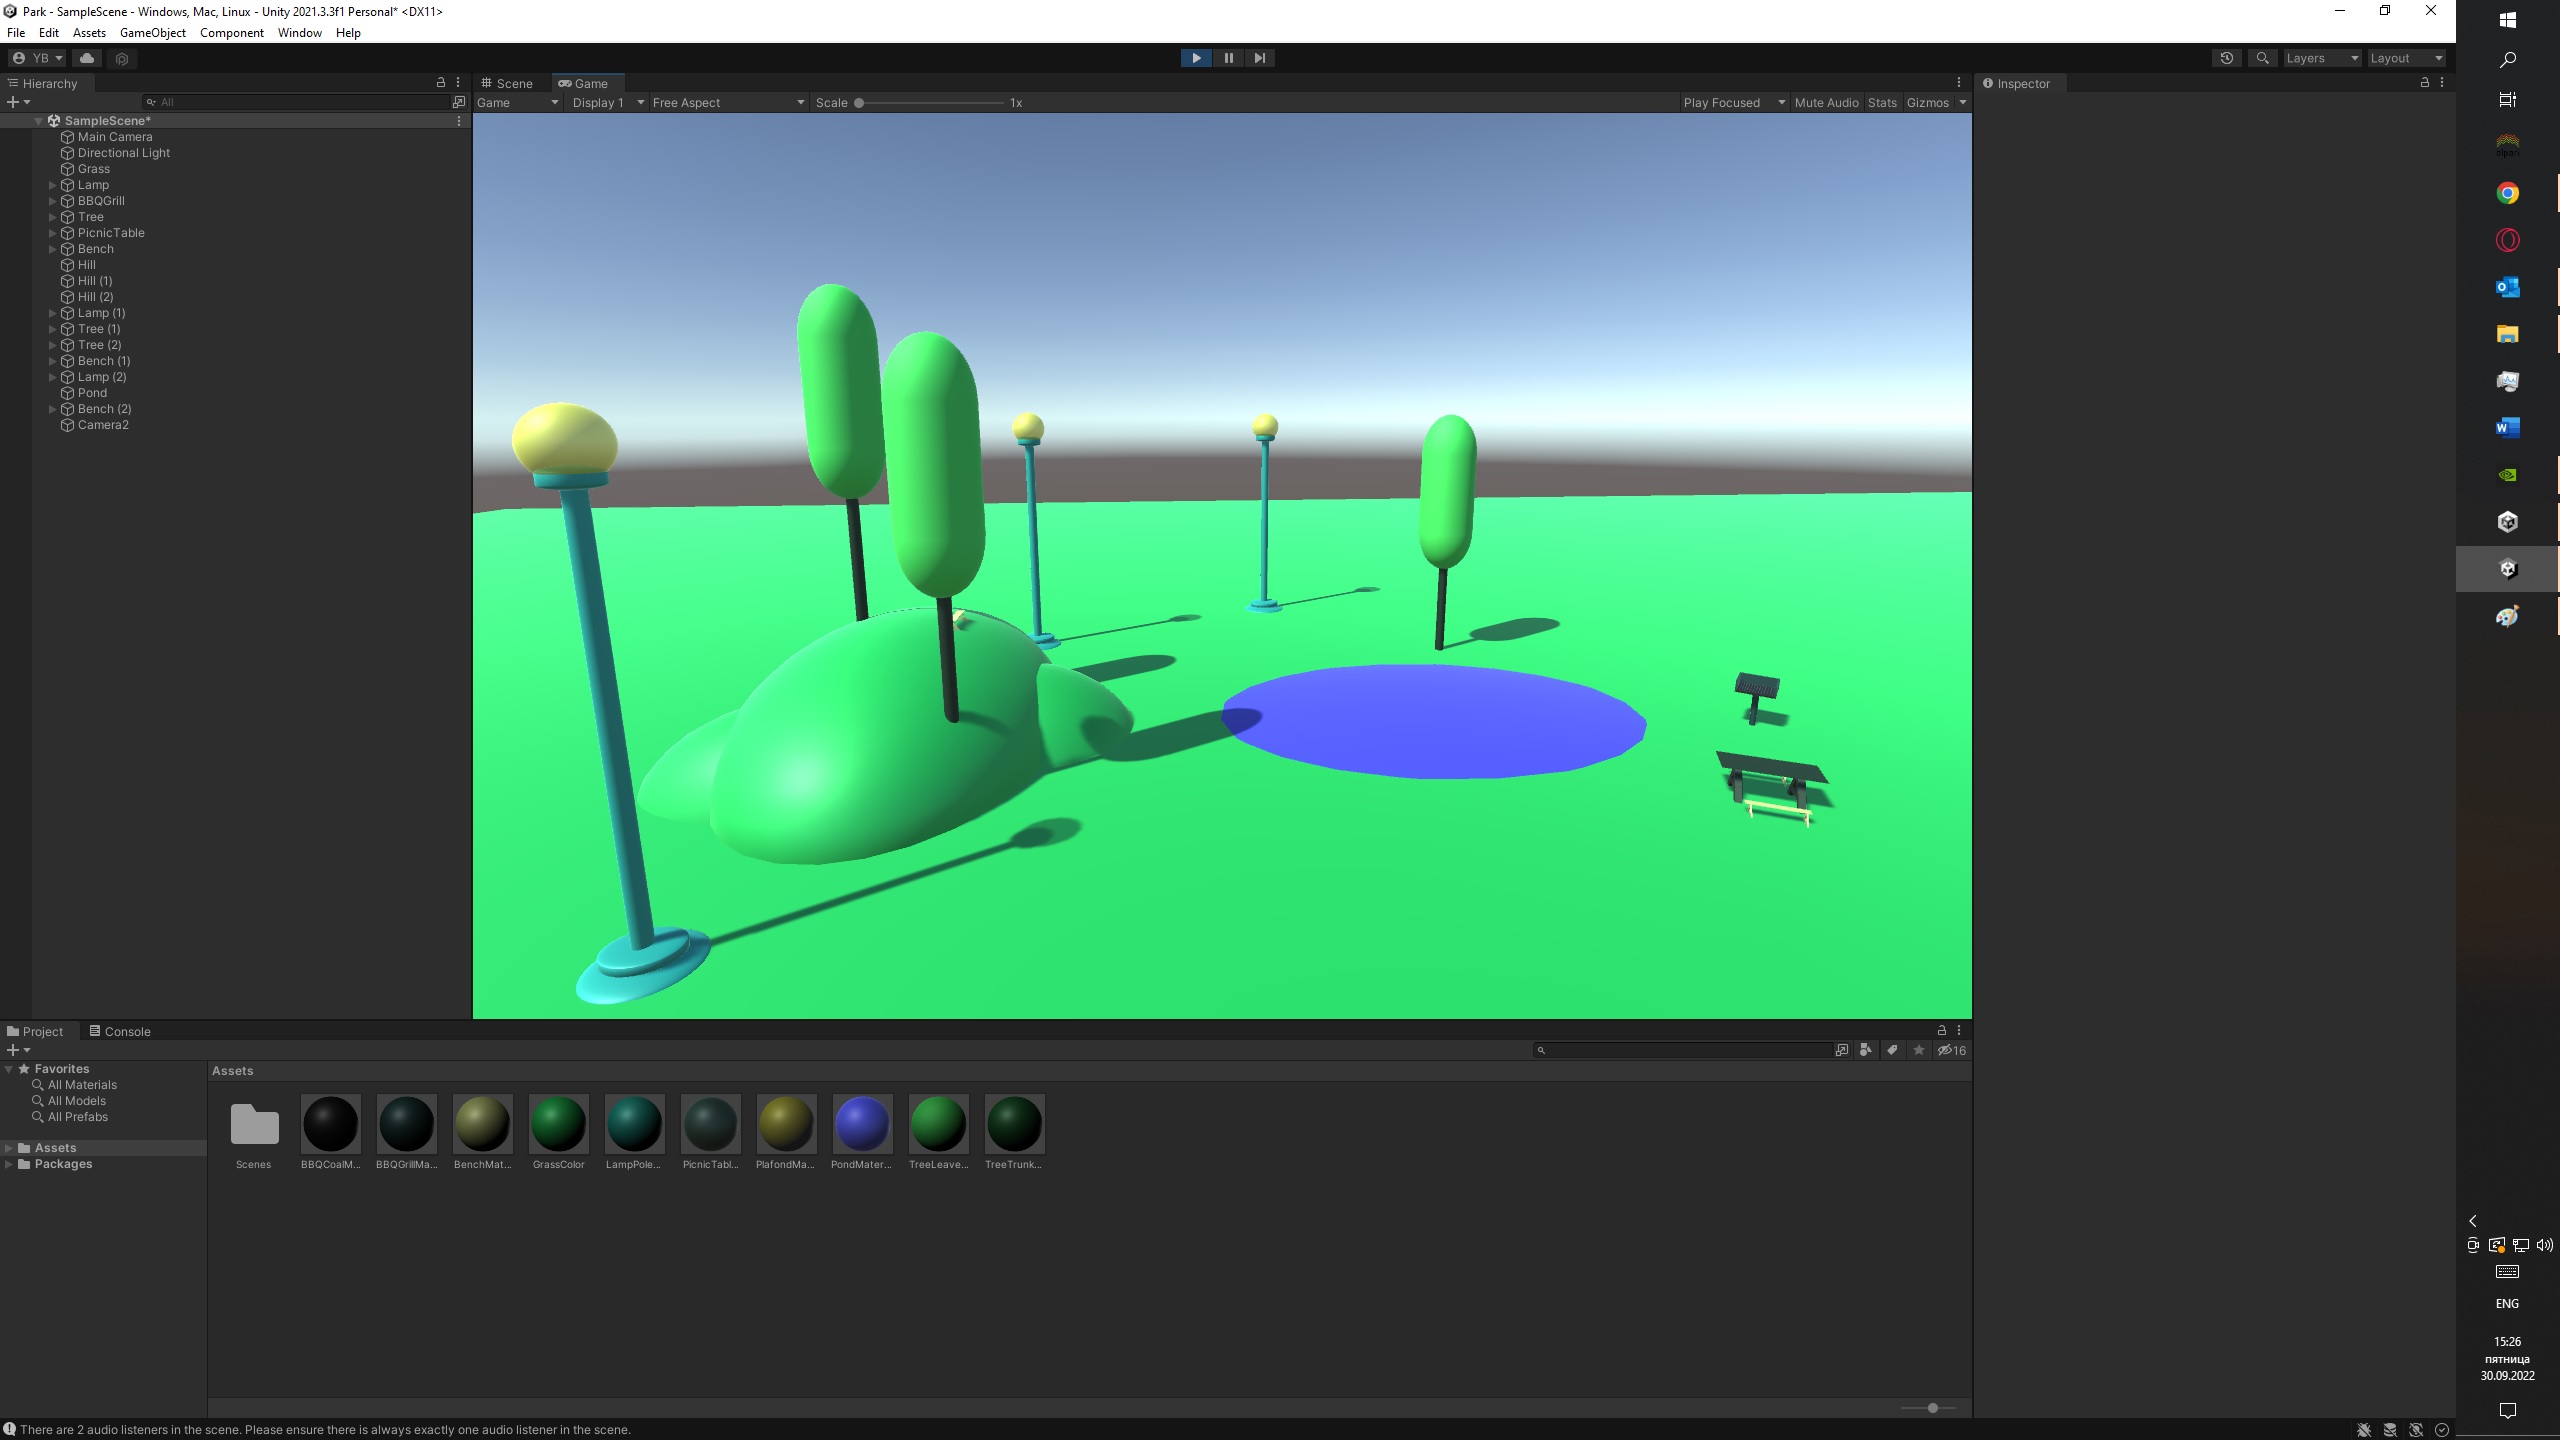 Park - SampleScene - Windows, Mac, Linux - Unity 2021.3.3f1 Personal* <DX11>
File Edit Assets GameObject Component Window Help
YB Layers Layout
Hierarchy
All
SampleScene*
Main Camera
Directional Light
Grass
Lamp
BBQGrill
Tree
PicnicTable
Bench
Hill
Hill (1)
Hill (2)
Lamp (1)
Tree (1)
Tree (2)
Bench (1)
Lamp (2)
Pond
Bench (2)
Camera2
Scene Game
Game Display 1 Free Aspect Scale 1x Play Focused Mute Audio Stats Gizmos
Inspector
Project Console
16
Favorites
All Materials
All Models
All Prefabs
Assets
Packages
Assets
Scenes BBQCoalM... BBQGrillMa... BenchMat... GrassColor LampPole... PicnicTabl... PlafondMa... PondMater... TreeLeave... TreeTrunk...
There are 2 audio listeners in the scene. Please ensure there is always exactly one audio listener in the scene.
ENG
15:26
пятница
30.09.2022